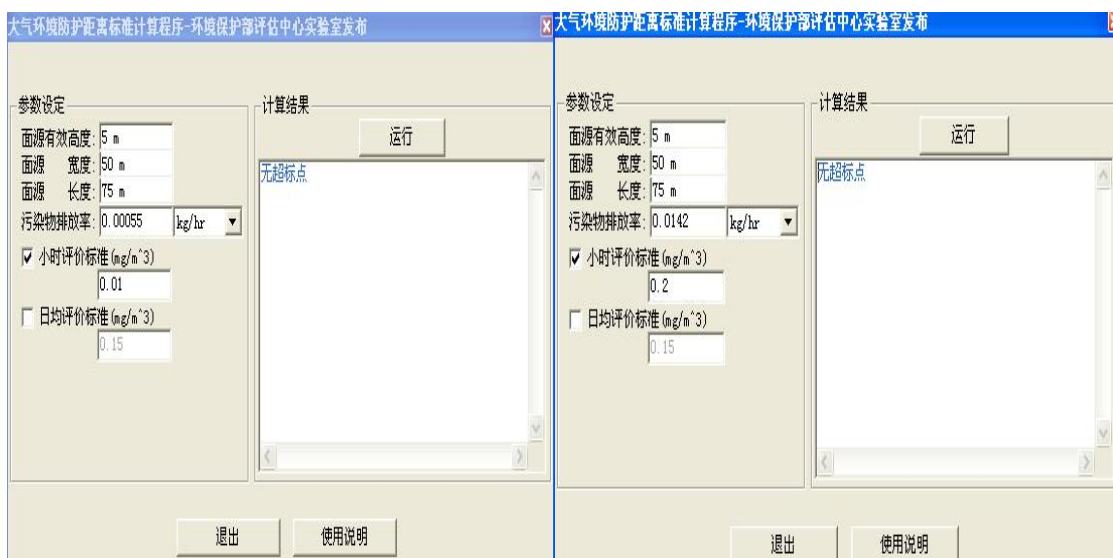 大气环境防护距离标准计算程序-环境保护部评估中心实验室发布
参数设定
面源有效高度: 5 m
面源 宽度: 50 m
面源 长度: 75 m
污染物排放率: 0.00055 kg/hr
小时评价标准(mg/m^3)
0.01
日均评价标准(mg/m^3)
0.15
计算结果
运行
无超标点
退出 使用说明
大气环境防护距离标准计算程序-环境保护部评估中心实验室发布
参数设定
面源有效高度: 5 m
面源 宽度: 50 m
面源 长度: 75 m
污染物排放率: 0.0142 kg/hr
小时评价标准(mg/m^3)
0.2
日均评价标准(mg/m^3)
0.15
计算结果
运行
无超标点
退出 使用说明